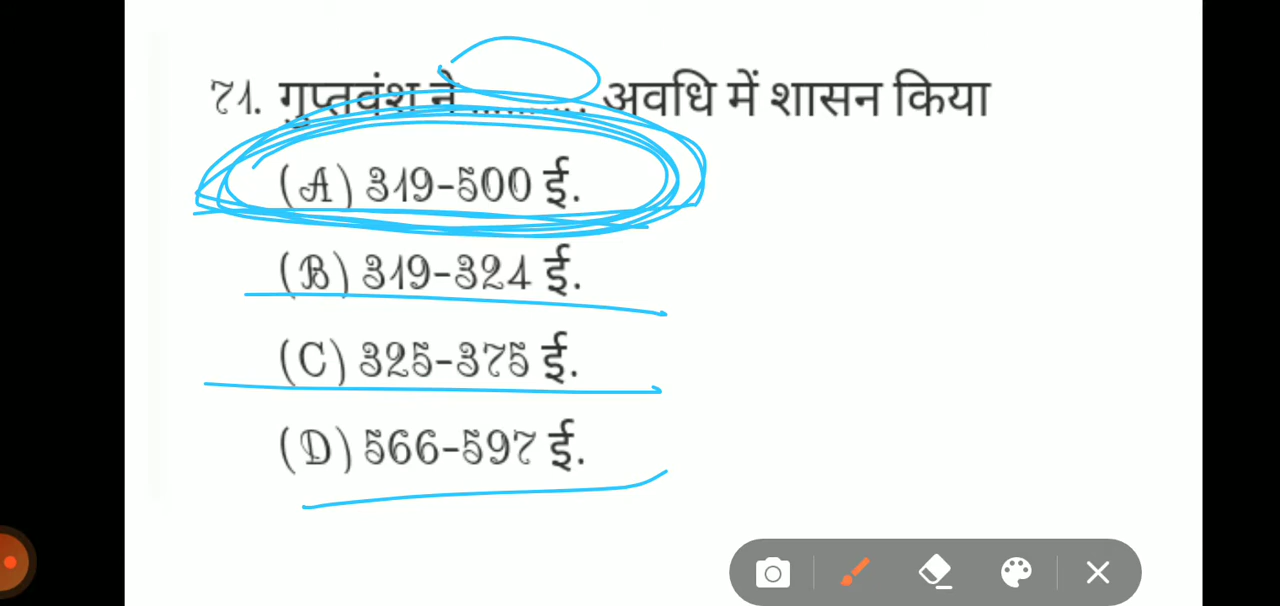 71. गुप्तवंश ने .......... अवधि में शासन किया
(A) 319-500 ई.
(B) 319-324 ई.
(C) 325-375 ई.
(D) 566-597 ई.